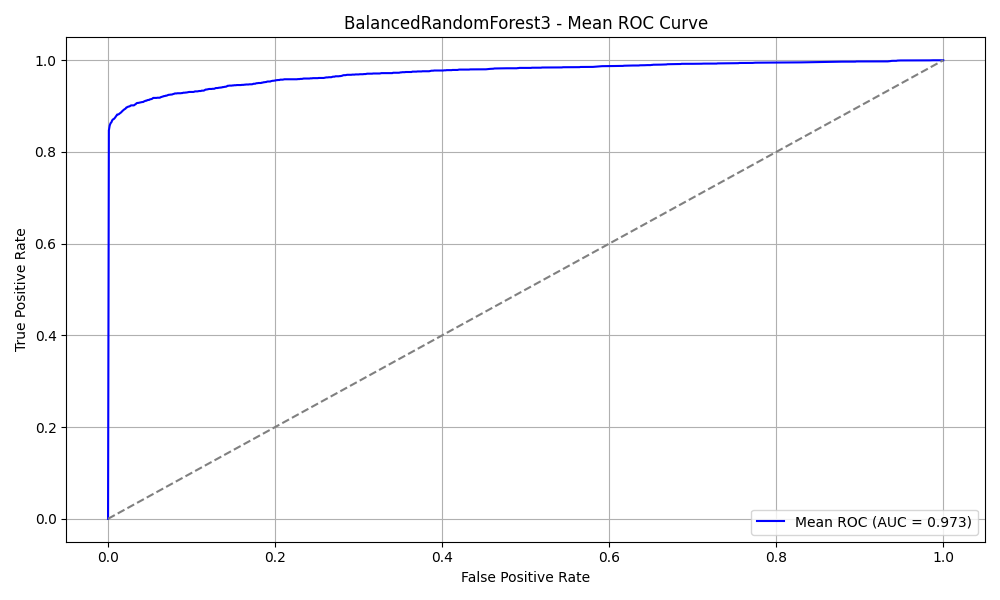 BalancedRandomForest3 - Mean ROC Curve
True Positive Rate
1.0
0.8
0.6
0.4
0.2
0.0
Mean ROC (AUC = 0.973)
0.0 0.2 0.4 0.6 0.8 1.0
False Positive Rate